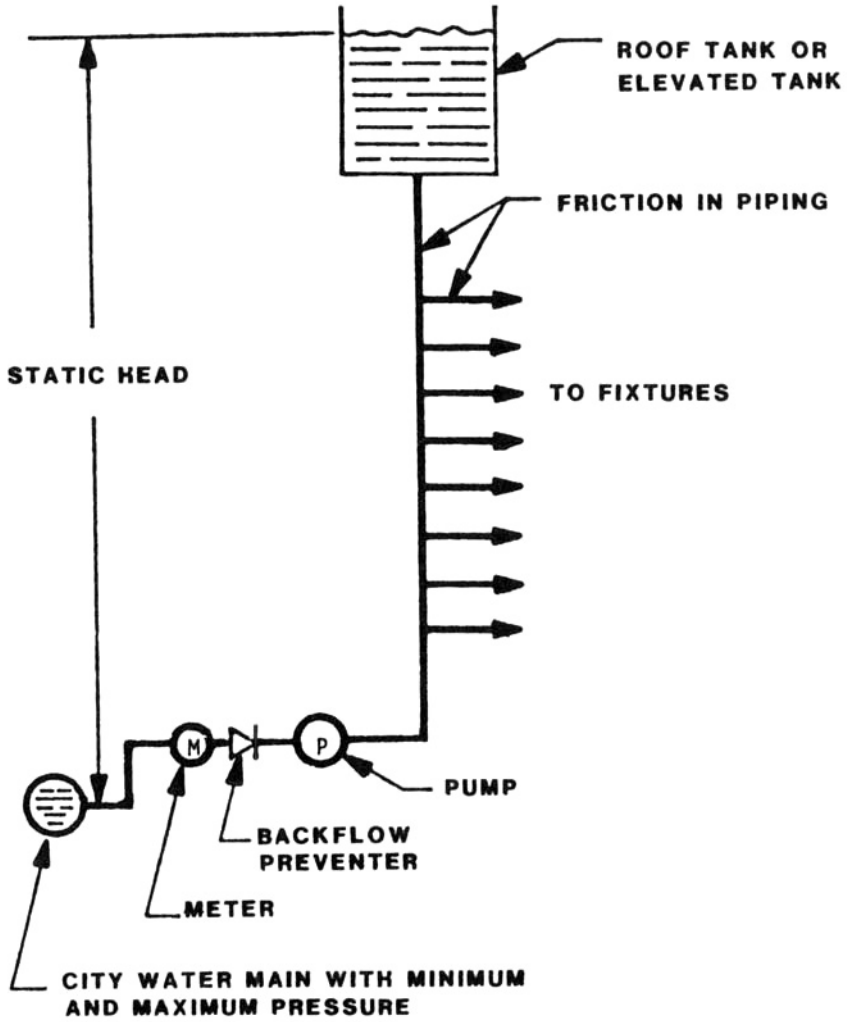 ROOF TANK OR
ELEVATED TANK
FRICTION IN PIPING
STATIC HEAD
TO FIXTURES
M
P
PUMP
BACKFLOW
PREVENTER
METER
CITY WATER MAIN WITH MINIMUM
AND MAXIMUM PRESSURE